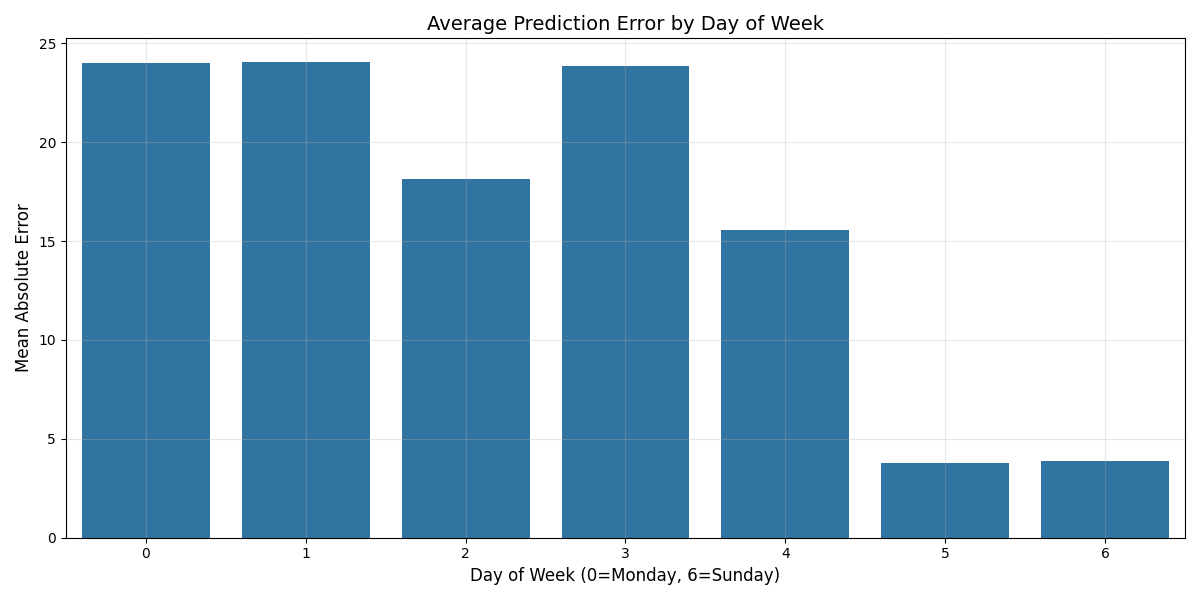 Average Prediction Error by Day of Week
Mean Absolute Error
25
20
15
10
5
0
0 1 2 3 4 5 6
Day of Week (0=Monday, 6=Sunday)